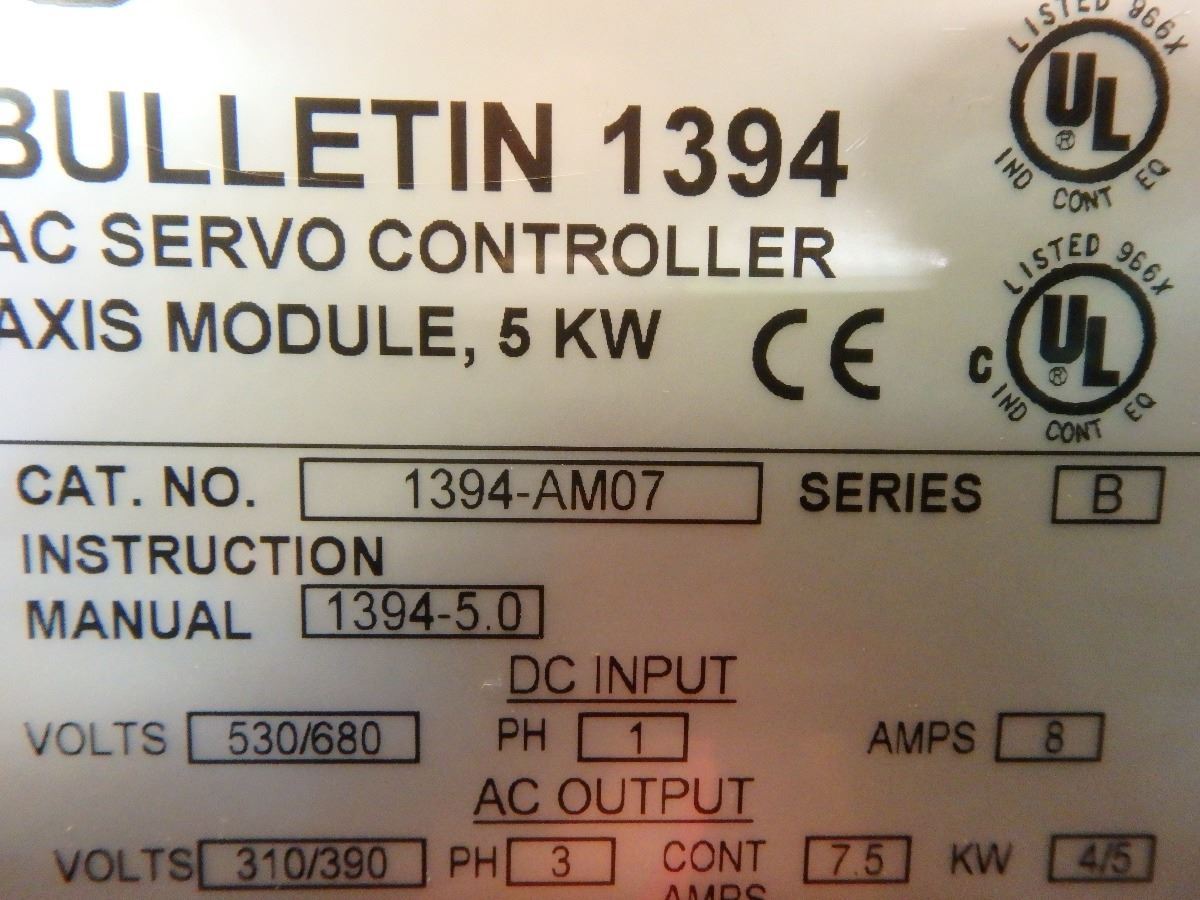 BULLETIN 1394
AC SERVO CONTROLLER
AXIS MODULE, 5 KW
CE
LISTED 966X
UL
®
IND CONT EQ
LISTED 966X
C UL
®
IND CONT EQ
CAT. NO. 1394-AM07 SERIES B
INSTRUCTION
MANUAL 1394-5.0
DC INPUT
VOLTS 530/680 PH 1 AMPS 8
AC OUTPUT
VOLTS 310/390 PH 3 CONT 7.5 KW 4/5
AMPS